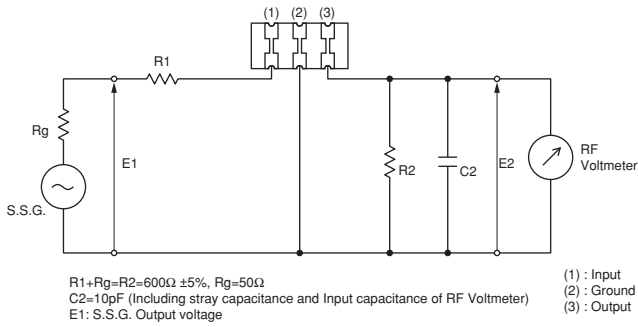 (1) (2) (3)
R1
Rg
E1
R2
C2
E2
RF
Voltmeter
S.S.G.
R1+Rg=R2=600Ω ±5%, Rg=50Ω
C2=10pF (Including stray capacitance and Input capacitance of RF Voltmeter)
E1: S.S.G. Output voltage
(1) : Input
(2) : Ground
(3) : Output